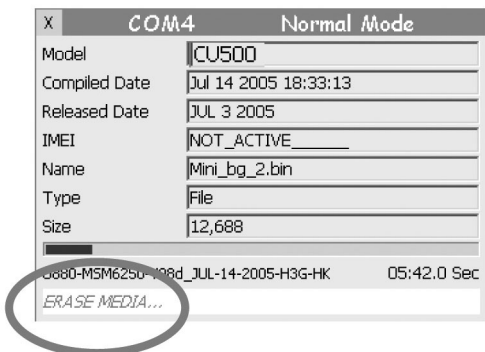 X COM4 Normal Mode
Model CU500
Compiled Date Jul 14 2005 18:33:13
Released Date JUL 3 2005
IMEI NOT_ACTIVE______
Name Mini_bg_2.bin
Type File
Size 12,688
05:42.0 Sec
ERASE MEDIA...